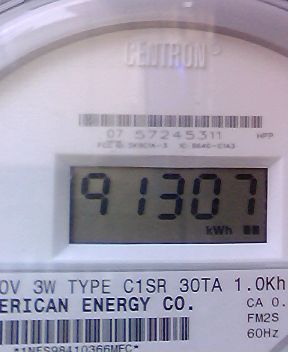 CENTRON
07 57245311
91307
kWh
0V 3W TYPE C1SR 30TA 1.0Kh
ERICAN ENERGY CO.
CA 0.
FM2S
60Hz